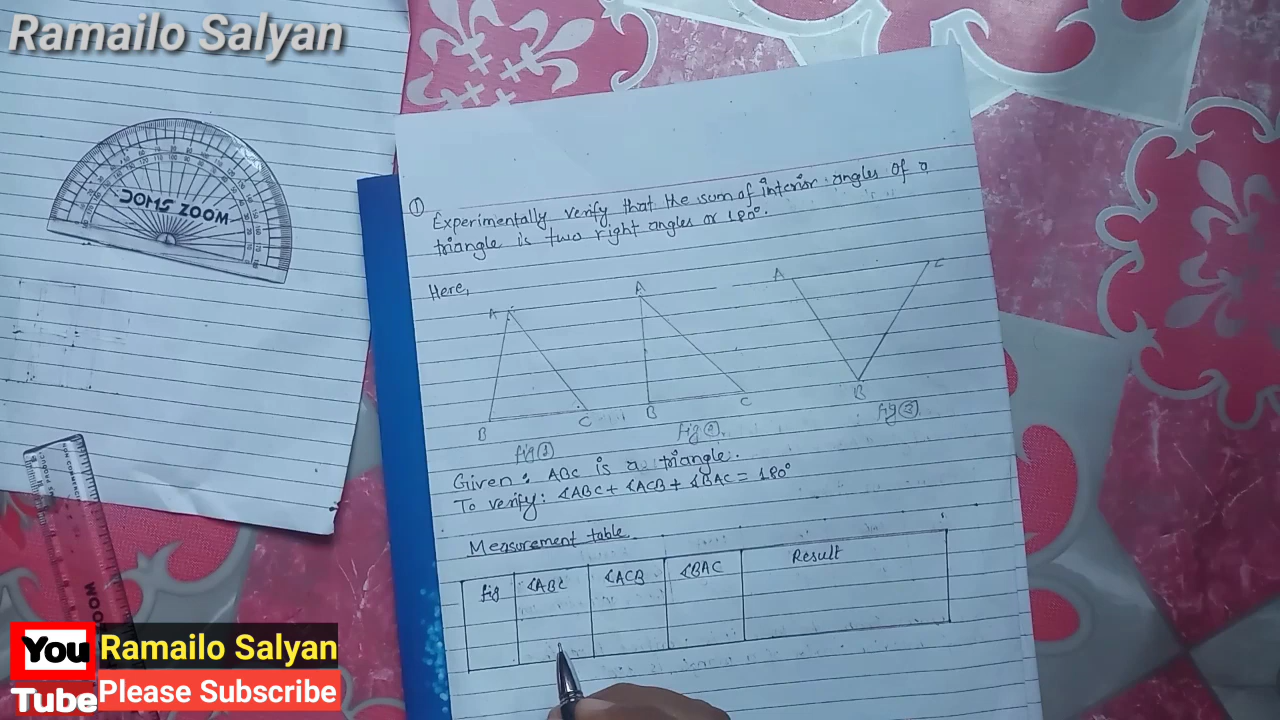 Ramailo Salyan
DOMS ZOOM
①
Experimentally verify that the sum of interior angles of a
triangle is two right angles or 180°.
Here,
A
A
A
C
B
C
B
C
B
fig ①
fig ②
fig ③
Given : ABC is a triangle.
To verify: ∠ABC + ∠ACB + ∠BAC = 180°
Measurement table
fig ∠ABC ∠ACB ∠BAC Result
ZOOM
You
Tube
Ramailo Salyan
Please Subscribe